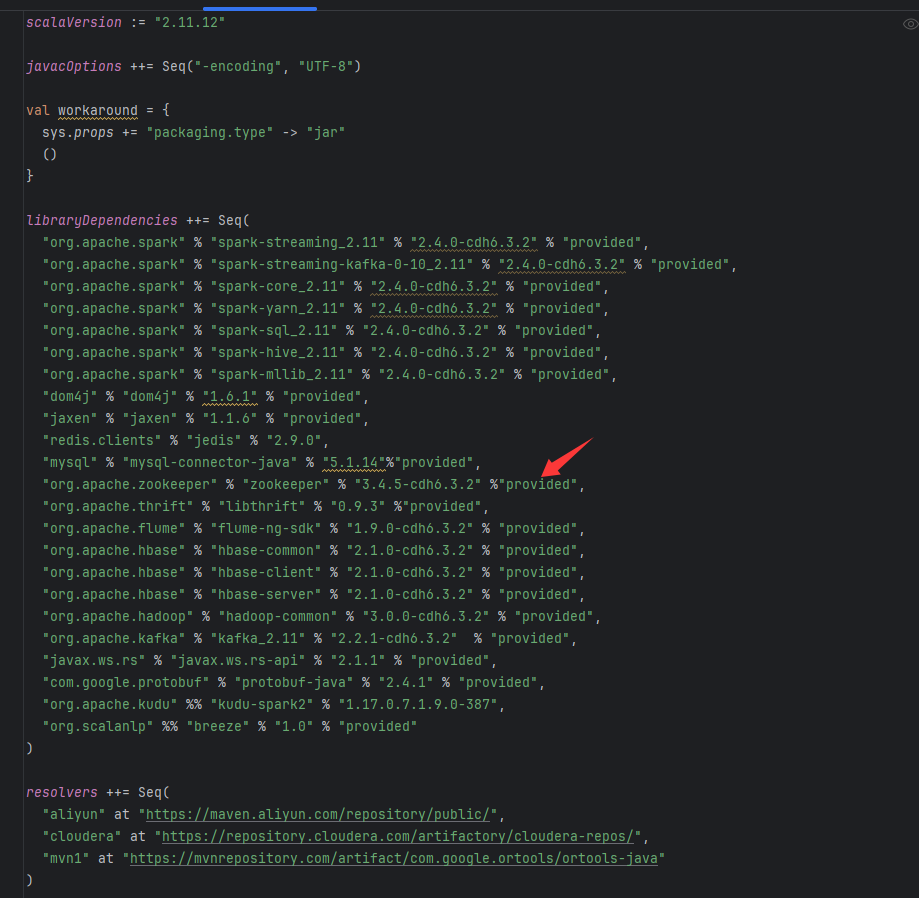 scalaVersion := "2.11.12"
javacOptions ++= Seq("-encoding", "UTF-8")
val workaround = {
  sys.props += "packaging.type" -> "jar"
  ()
}
libraryDependencies ++= Seq(
  "org.apache.spark" % "spark-streaming_2.11" % "2.4.0-cdh6.3.2" % "provided",
  "org.apache.spark" % "spark-streaming-kafka-0-10_2.11" % "2.4.0-cdh6.3.2" % "provided",
  "org.apache.spark" % "spark-core_2.11" % "2.4.0-cdh6.3.2" % "provided",
  "org.apache.spark" % "spark-yarn_2.11" % "2.4.0-cdh6.3.2" % "provided",
  "org.apache.spark" % "spark-sql_2.11" % "2.4.0-cdh6.3.2" % "provided",
  "org.apache.spark" % "spark-hive_2.11" % "2.4.0-cdh6.3.2" % "provided",
  "org.apache.spark" % "spark-mllib_2.11" % "2.4.0-cdh6.3.2" % "provided",
  "dom4j" % "dom4j" % "1.6.1" % "provided",
  "jaxen" % "jaxen" % "1.1.6" % "provided",
  "redis.clients" % "jedis" % "2.9.0",
  "mysql" % "mysql-connector-java" % "5.1.14"%"provided",
  "org.apache.zookeeper" % "zookeeper" % "3.4.5-cdh6.3.2" %"provided",
  "org.apache.thrift" % "libthrift" % "0.9.3" %"provided",
  "org.apache.flume" % "flume-ng-sdk" % "1.9.0-cdh6.3.2" % "provided",
  "org.apache.hbase" % "hbase-common" % "2.1.0-cdh6.3.2" % "provided",
  "org.apache.hbase" % "hbase-client" % "2.1.0-cdh6.3.2" % "provided",
  "org.apache.hbase" % "hbase-server" % "2.1.0-cdh6.3.2" % "provided",
  "org.apache.hadoop" % "hadoop-common" % "3.0.0-cdh6.3.2" % "provided",
  "org.apache.kafka" % "kafka_2.11" % "2.2.1-cdh6.3.2"  % "provided",
  "javax.ws.rs" % "javax.ws.rs-api" % "2.1.1" % "provided",
  "com.google.protobuf" % "protobuf-java" % "2.4.1" % "provided",
  "org.apache.kudu" %% "kudu-spark2" % "1.17.0.7.1.9.0-387",
  "org.scalanlp" %% "breeze" % "1.0" % "provided"
)
resolvers ++= Seq(
  "aliyun" at "https://maven.aliyun.com/repository/public/",
  "cloudera" at "https://repository.cloudera.com/artifactory/cloudera-repos/",
  "mvn1" at "https://mvnrepository.com/artifact/com.google.ortools/ortools-java"
)